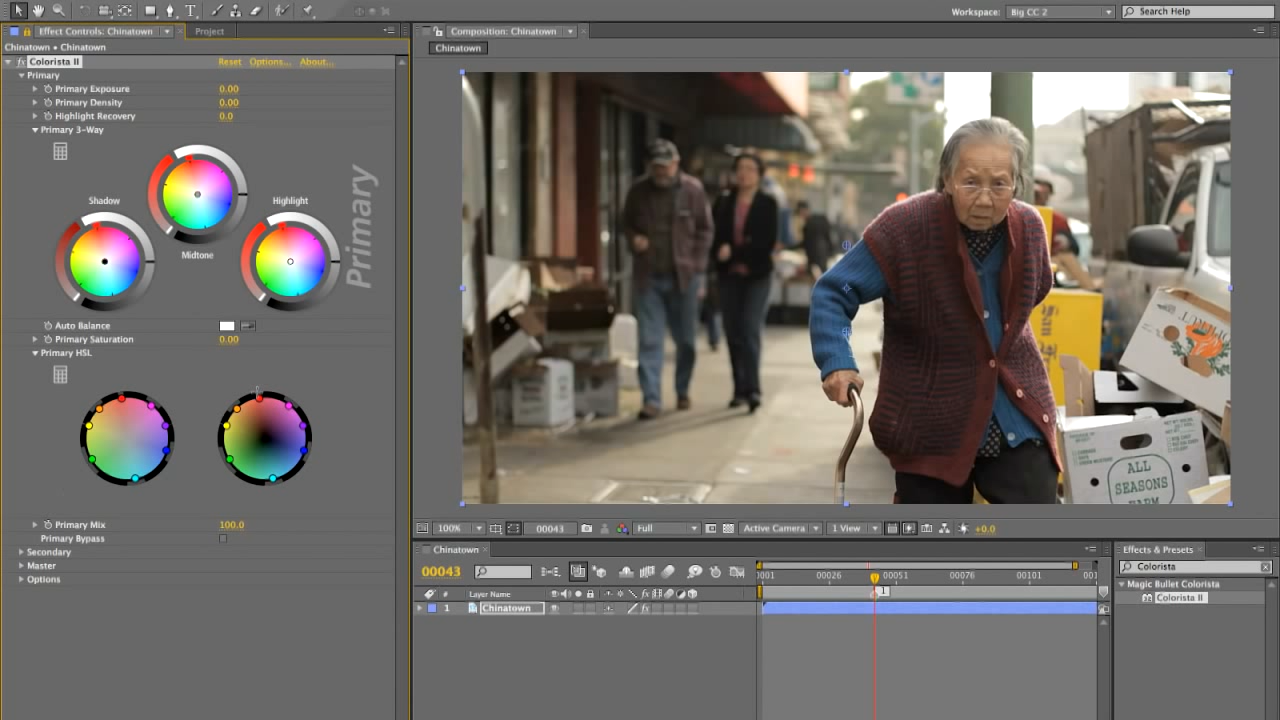 Workspace: Big CC 2 Search Help
Effect Controls: Chinatown Project
Composition: Chinatown
Chinatown • Chinatown
Chinatown
fx Colorista II Reset Options... About...
Primary
Primary Exposure 0.00
Primary Density 0.00
Highlight Recovery 0.0
Primary 3-Way
Primary
Shadow
Highlight
Midtone
Auto Balance
Primary Saturation 0.00
Primary HSL
Primary Mix 100.0
Primary Bypass
Secondary
Master
Options
ALL
SEASONS
FARM
100% 00043 Full Active Camera 1 View +0.0
Chinatown
00043
0001 00026 00051 00076 00101
1
# Layer Name
1 Chinatown
Effects & Presets
Colorista
Magic Bullet Colorista
Colorista II